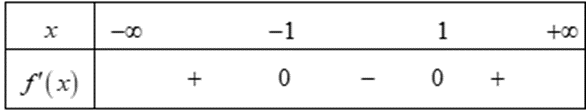 x −∞ −1 1 +∞
f'(x) + 0 − 0 +